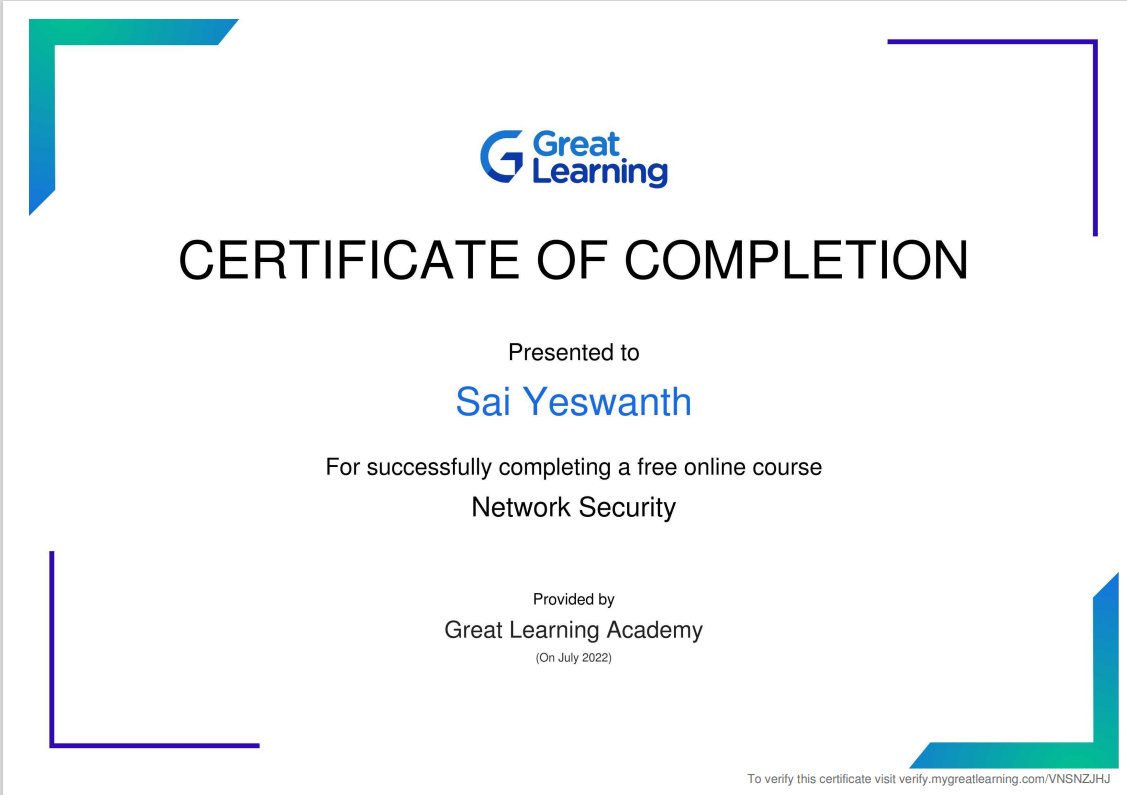 Great
Learning
CERTIFICATE OF COMPLETION
Presented to
Sai Yeswanth
For successfully completing a free online course
Network Security
Provided by
Great Learning Academy
(On July 2022)
To verify this certificate visit verify.mygreatlearning.com/VNSNZJHJ